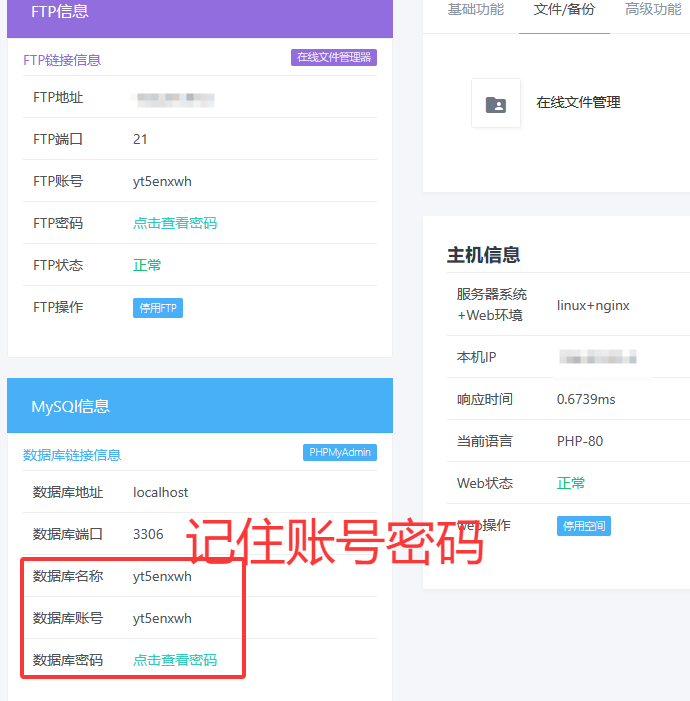 FTP信息
FTP链接信息
在线文件管理器
FTP地址
FTP端口 21
FTP账号 yt5enxwh
FTP密码 点击查看密码
FTP状态 正常
FTP操作 停用FTP
MySQl信息
数据库链接信息
PHPMyAdmin
数据库地址 localhost
数据库端口 3306
数据库名称 yt5enxwh
数据库账号 yt5enxwh
数据库密码 点击查看密码
记住账号密码
基础功能 文件/备份 高级功能
在线文件管理
主机信息
服务器系统
+Web环境
linux+nginx
本机IP
响应时间 0.6739ms
当前语言 PHP-80
Web状态 正常
Web操作 停用空间